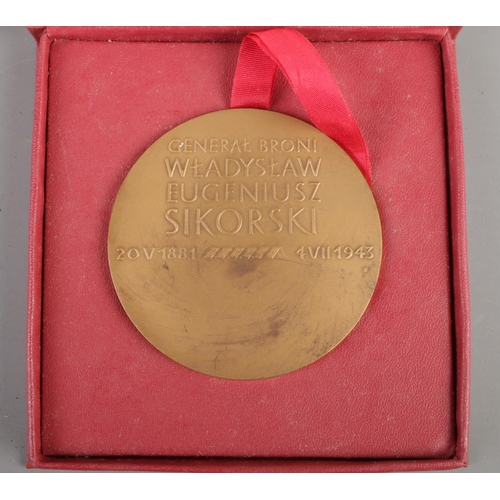 GENERAŁ BRONI
WŁADYSŁAW
EUGENIUSZ
SIKORSKI
20 V 1881 4 VII 1943